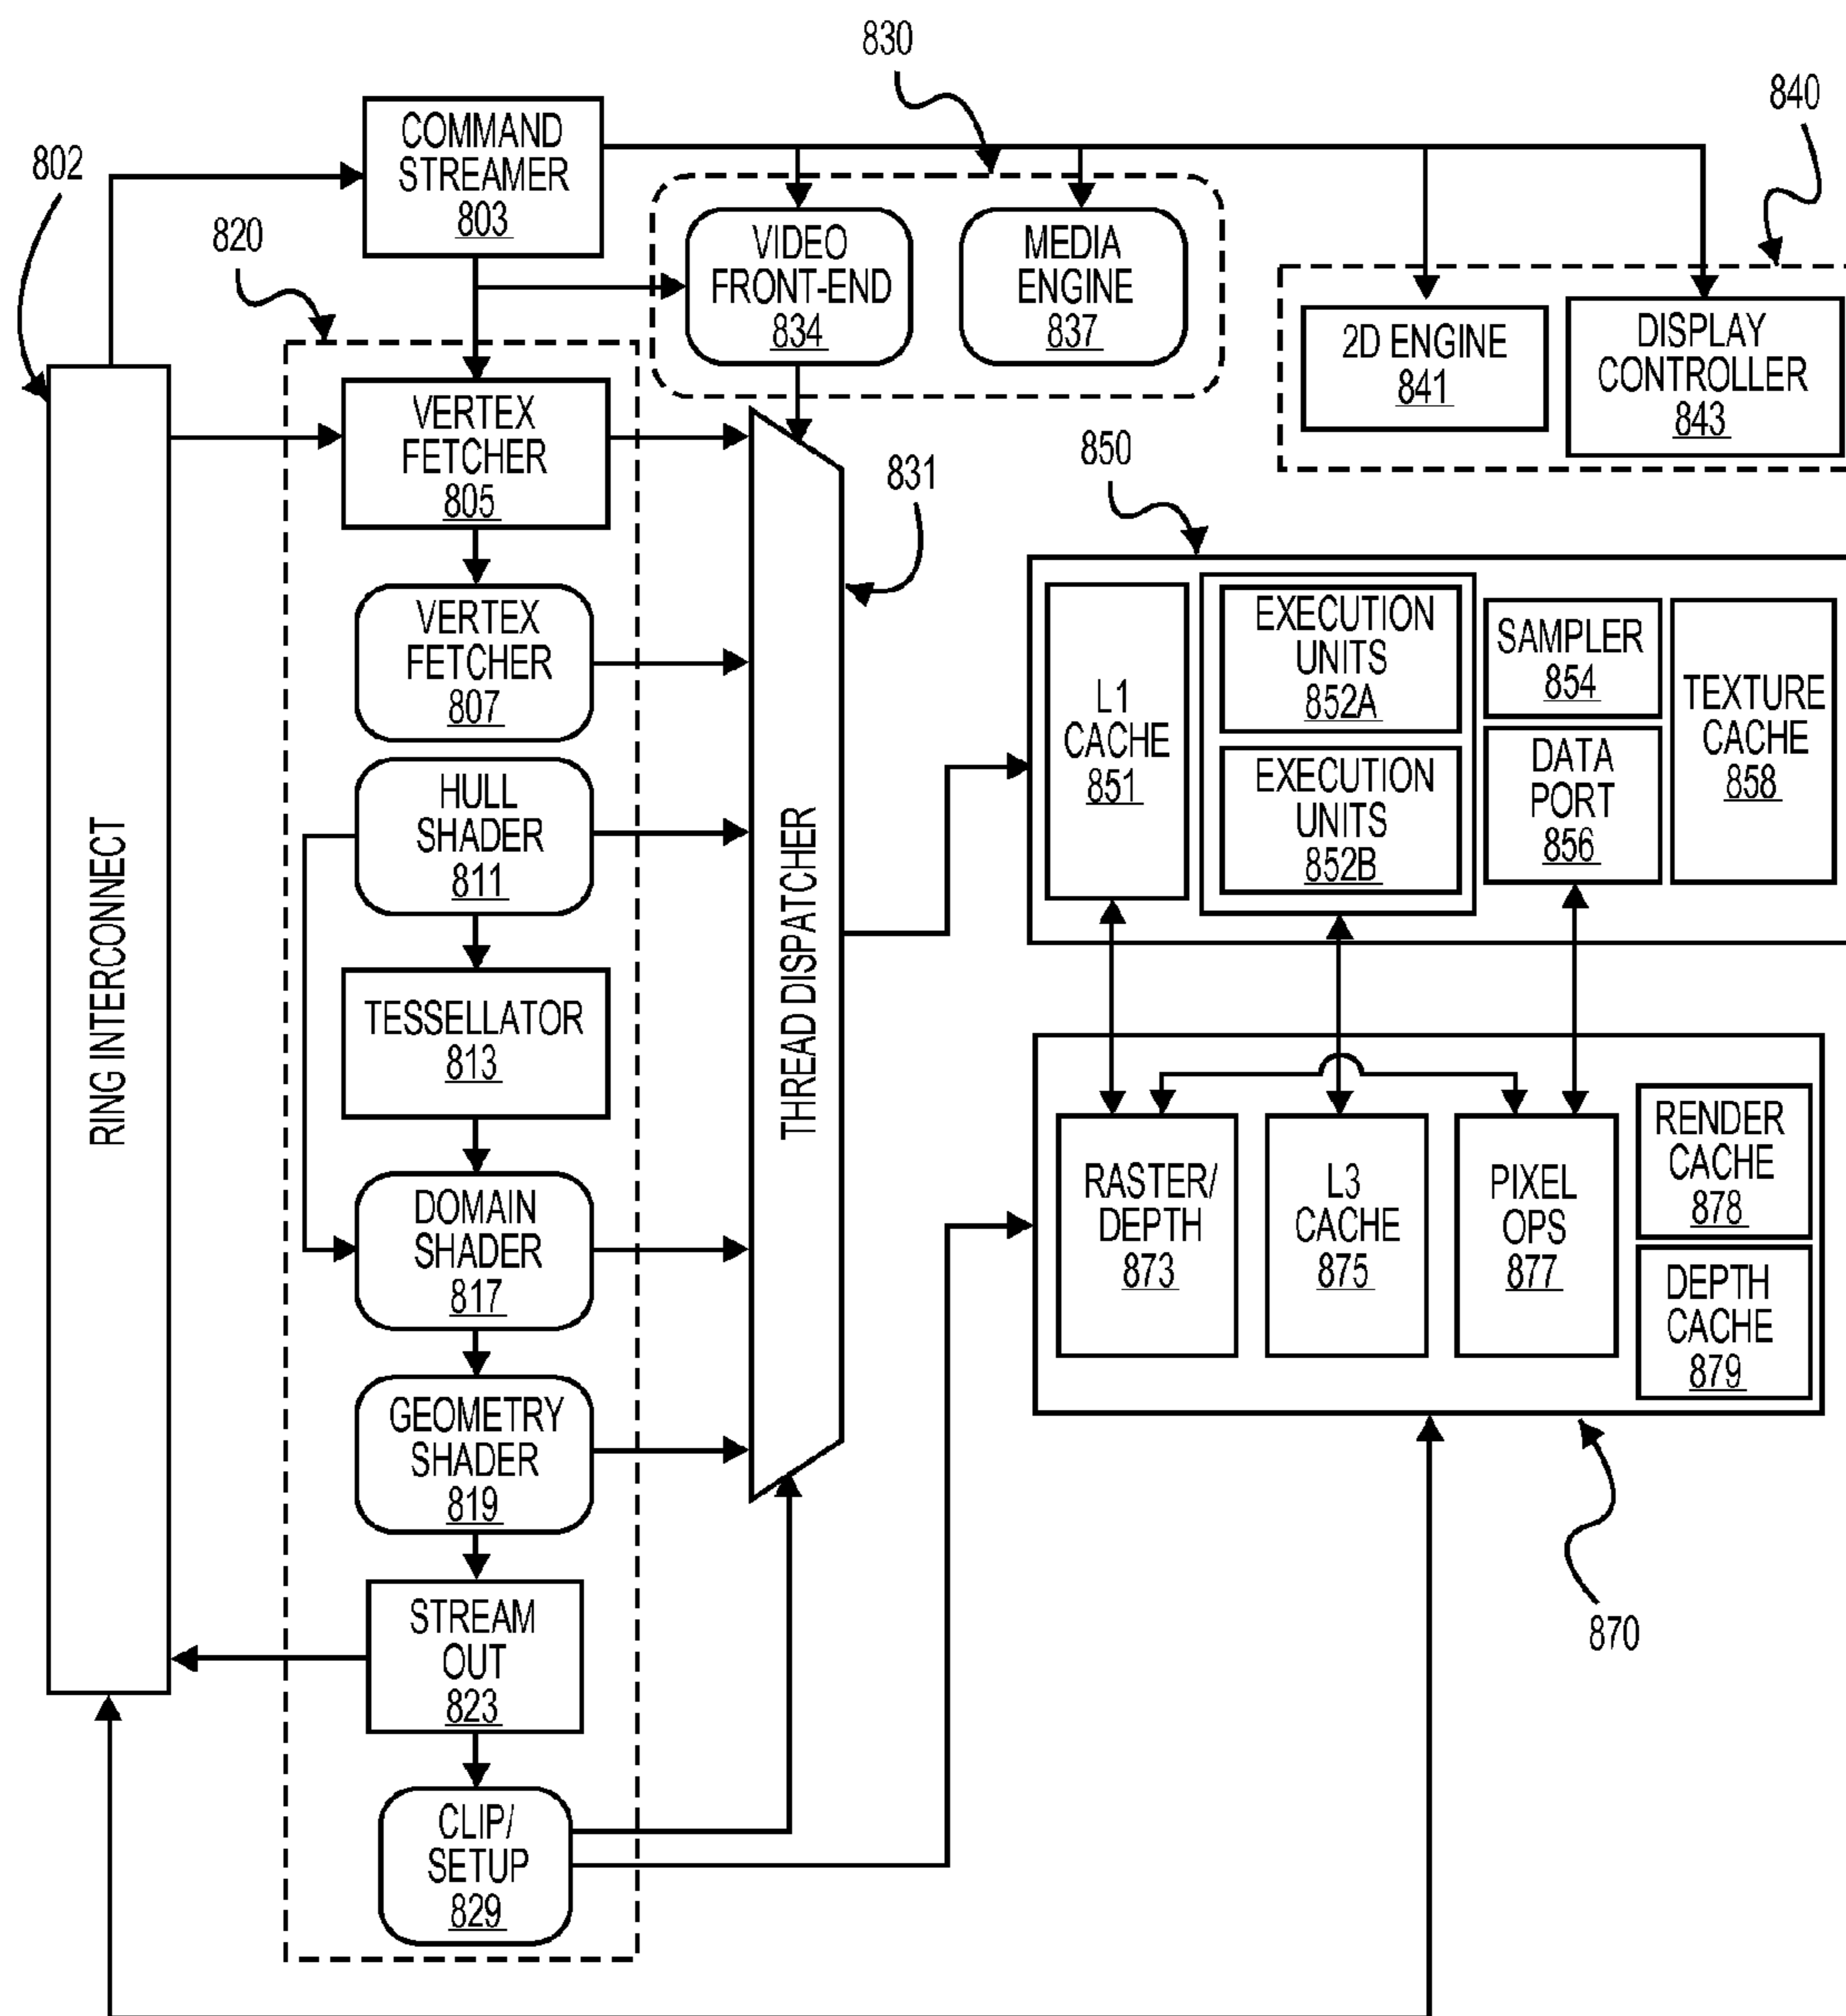 830
840
802
COMMAND
STREAMER
803
820
VIDEO
FRONT-END
834
MEDIA
ENGINE
837
2D ENGINE
841
DISPLAY
CONTROLLER
843
VERTEX
FETCHER
805
850
831
VERTEX
FETCHER
807
L1
CACHE
851
EXECUTION
UNITS
852A
EXECUTION
UNITS
852B
SAMPLER
854
DATA
PORT
856
TEXTURE
CACHE
858
HULL
SHADER
811
RING INTERCONNECT
THREAD DISPATCHER
TESSELLATOR
813
RASTER/
DEPTH
873
L3
CACHE
875
PIXEL
OPS
877
RENDER
CACHE
878
DEPTH
CACHE
879
DOMAIN
SHADER
817
GEOMETRY
SHADER
819
STREAM
OUT
823
870
CLIP/
SETUP
829